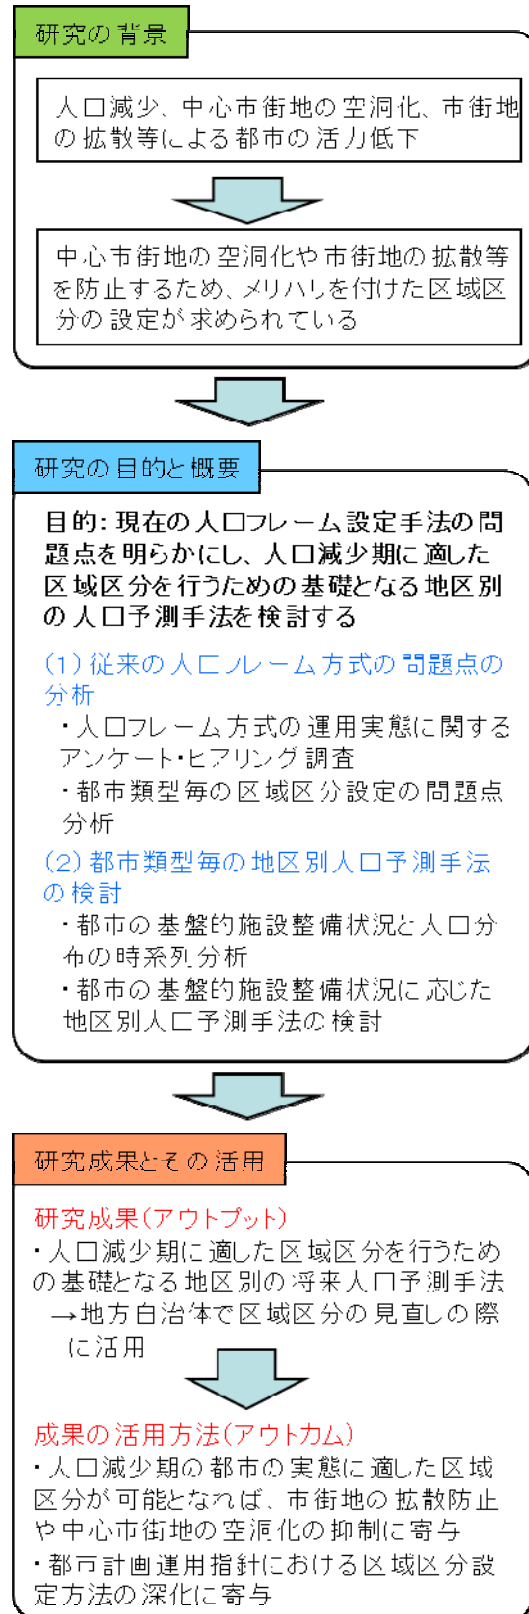 研究の背景
人口減少、中心市街地の空洞化、市街地
の拡散等による都市の活力低下
中心市街地の空洞化や市街地の拡散等
を防止するため、メリハリを付けた区域区
分の設定が求められている
研究の目的と概要
目的：現在の人口フレーム設定手法の問
題点を明らかにし、人口減少期に適した
区域区分を行うための基礎となる地区別
の人口予測手法を検討する
(1)従来の人口フレーム方式の問題点の
分析
・人口フレーム方式の運用実態に関する
アンケート・ヒアリング調査
・都市類型毎の区域区分設定の問題点
分析
(2)都市類型毎の地区別人口予測手法
の検討
・都市の基盤的施設整備状況と人口分
布の時系列分析
・都市の基盤的施設整備状況に応じた
地区別人口予測手法の検討
研究成果とその活用
研究成果(アウトプット)
・人口減少期に適した区域区分を行うため
の基礎となる地区別の将来人口予測手法
→地方自治体で区域区分の見直しの際
に活用
成果の活用方法(アウトカム)
・人口減少期の都市の実態に適した区域
区分が可能となれば、市街地の拡散防止
や中心市街地の空洞化の抑制に寄与
・都市計画運用指針における区域区分設
定方法の深化に寄与